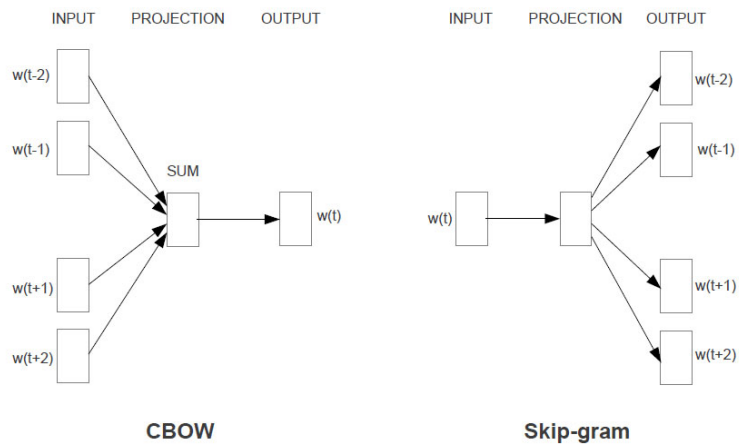 INPUT PROJECTION OUTPUT
w(t-2)
w(t-1)
SUM
w(t)
w(t+1)
w(t+2)
CBOW
INPUT PROJECTION OUTPUT
w(t-2)
w(t-1)
w(t)
w(t+1)
w(t+2)
Skip-gram